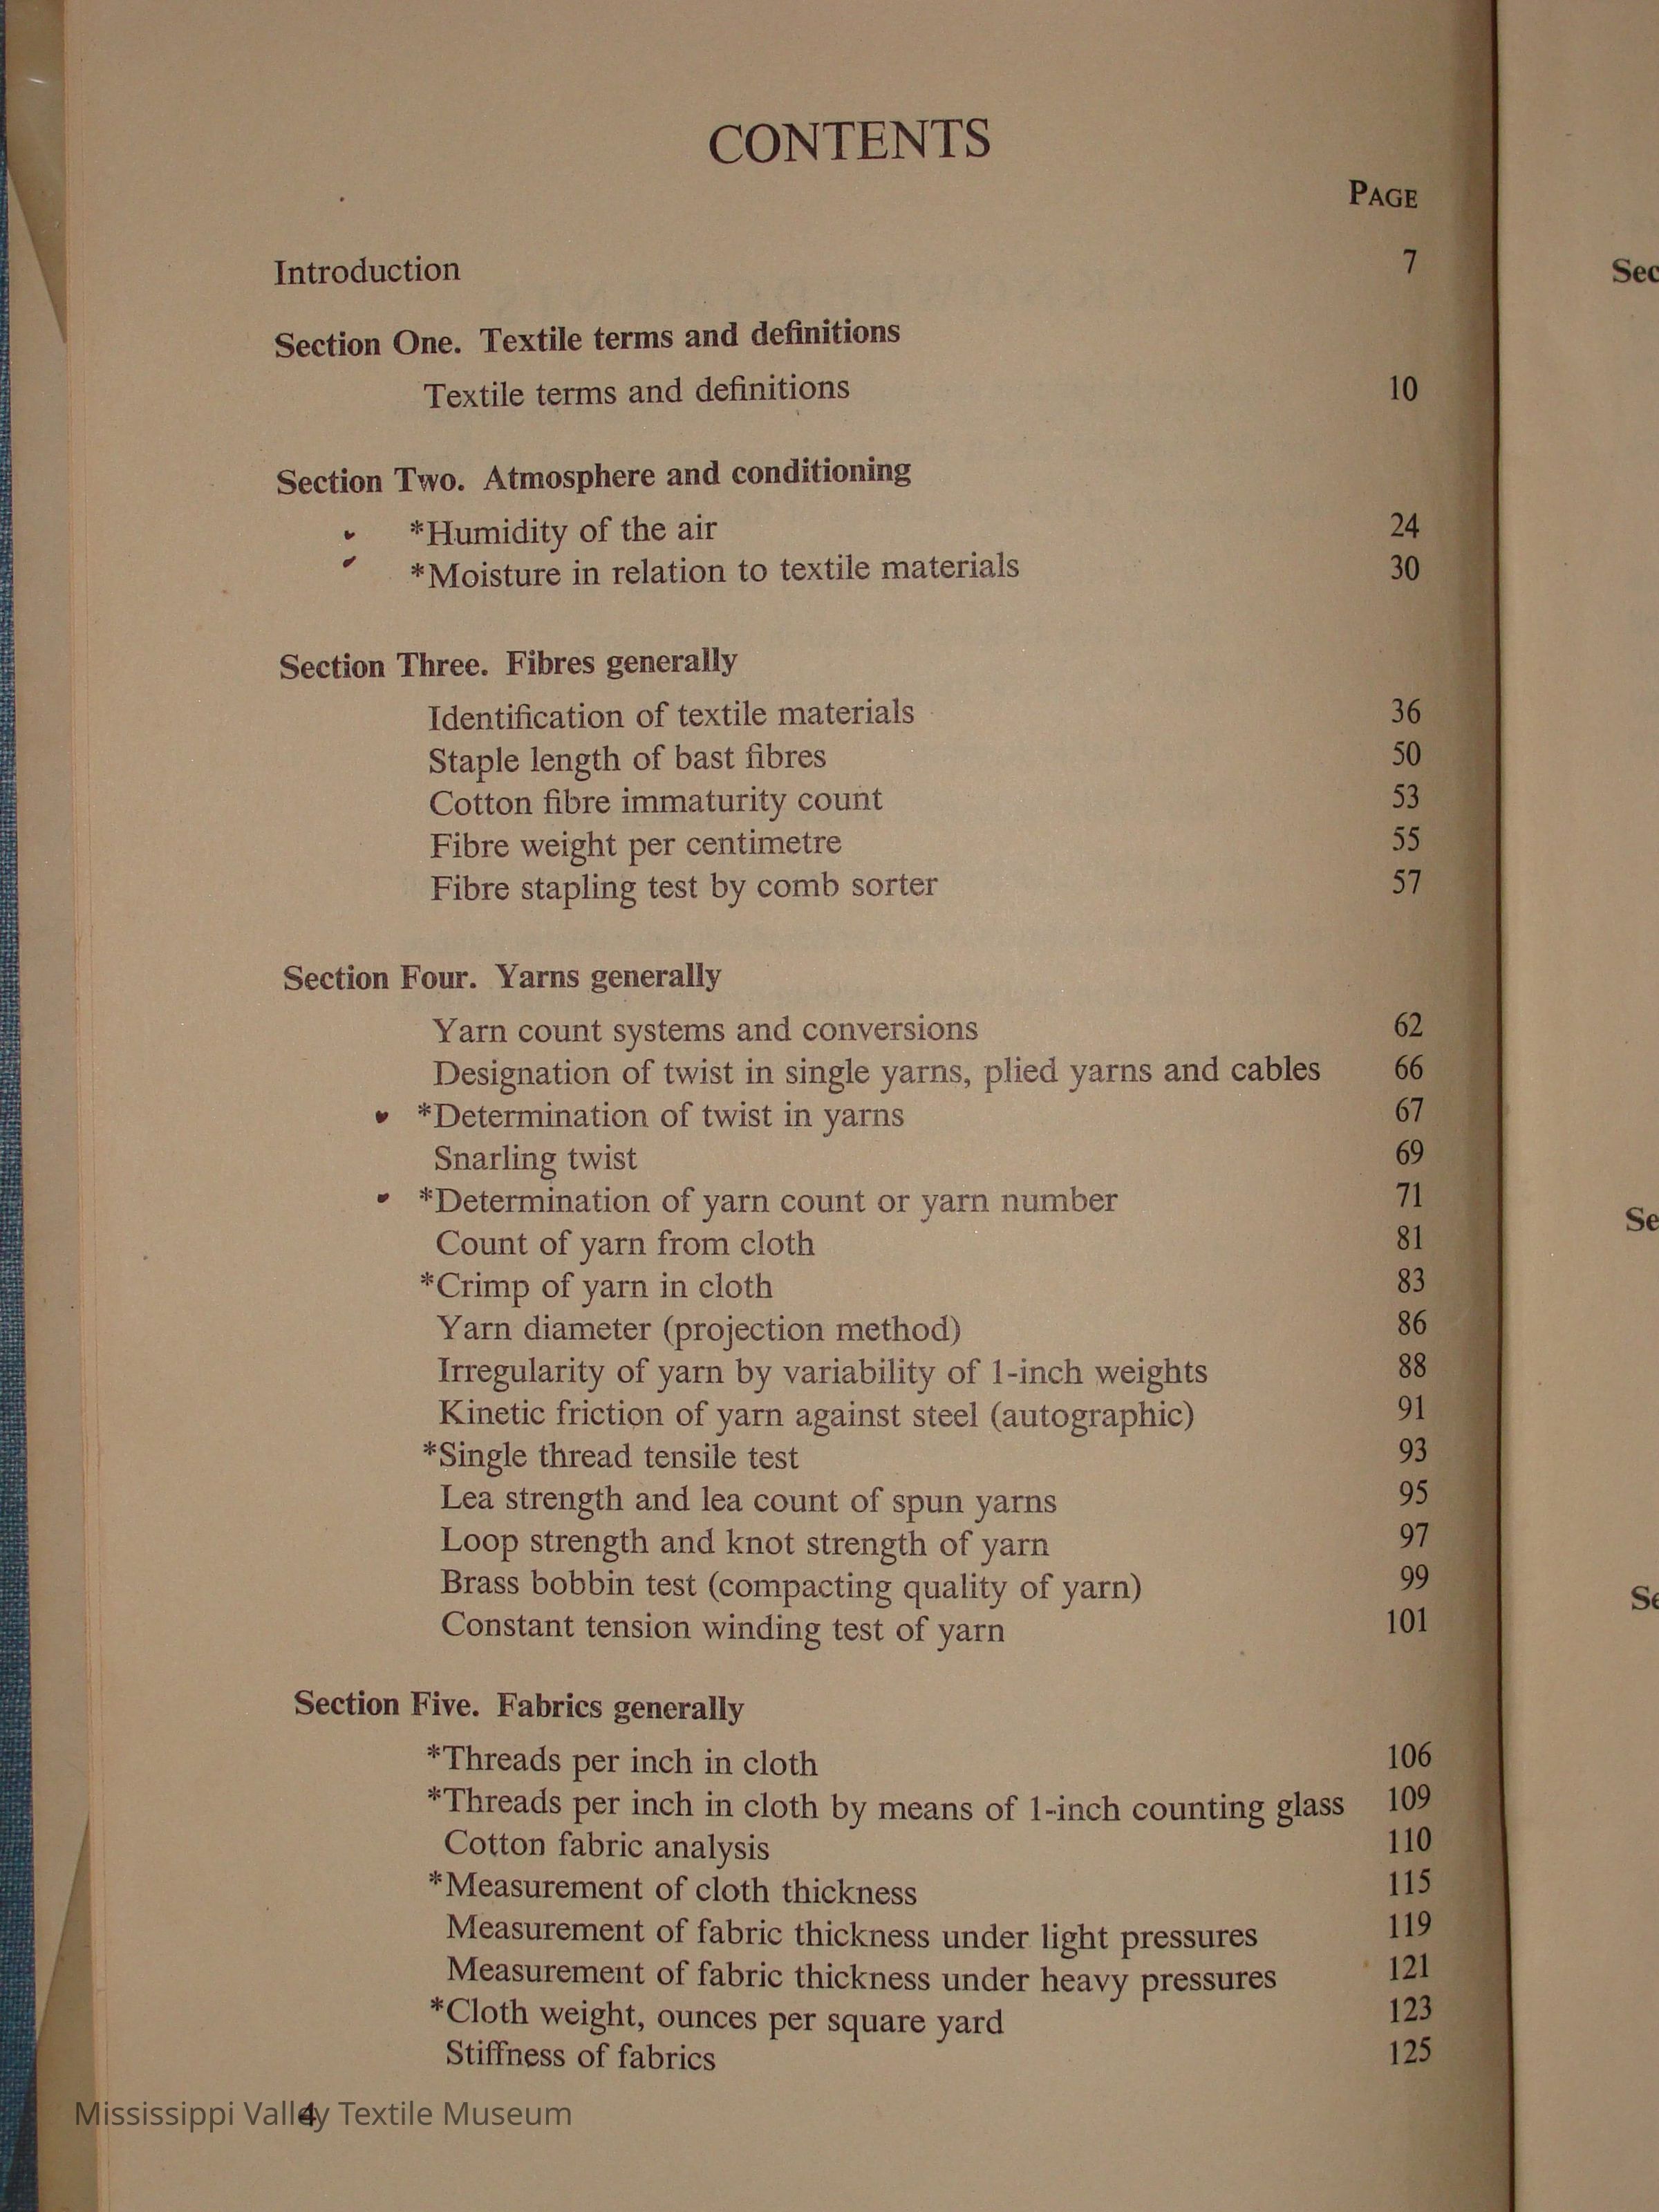 CONTENTS
PAGE
Introduction 7
Section One. Textile terms and definitions
Textile terms and definitions 10
Section Two. Atmosphere and conditioning
*Humidity of the air 24
*Moisture in relation to textile materials 30
Section Three. Fibres generally
Identification of textile materials 36
Staple length of bast fibres 50
Cotton fibre immaturity count 53
Fibre weight per centimetre 55
Fibre stapling test by comb sorter 57
Section Four. Yarns generally
Yarn count systems and conversions 62
Designation of twist in single yarns, plied yarns and cables 66
*Determination of twist in yarns 67
Snarling twist 69
*Determination of yarn count or yarn number 71
Count of yarn from cloth 81
*Crimp of yarn in cloth 83
Yarn diameter (projection method) 86
Irregularity of yarn by variability of 1-inch weights 88
Kinetic friction of yarn against steel (autographic) 91
*Single thread tensile test 93
Lea strength and lea count of spun yarns 95
Loop strength and knot strength of yarn 97
Brass bobbin test (compacting quality of yarn) 99
Constant tension winding test of yarn 101
Section Five. Fabrics generally
*Threads per inch in cloth 106
*Threads per inch in cloth by means of 1-inch counting glass 109
Cotton fabric analysis 110
*Measurement of cloth thickness 115
Measurement of fabric thickness under light pressures 119
Measurement of fabric thickness under heavy pressures 121
*Cloth weight, ounces per square yard 123
Stiffness of fabrics 125
4
Mississippi Valley Textile Museum